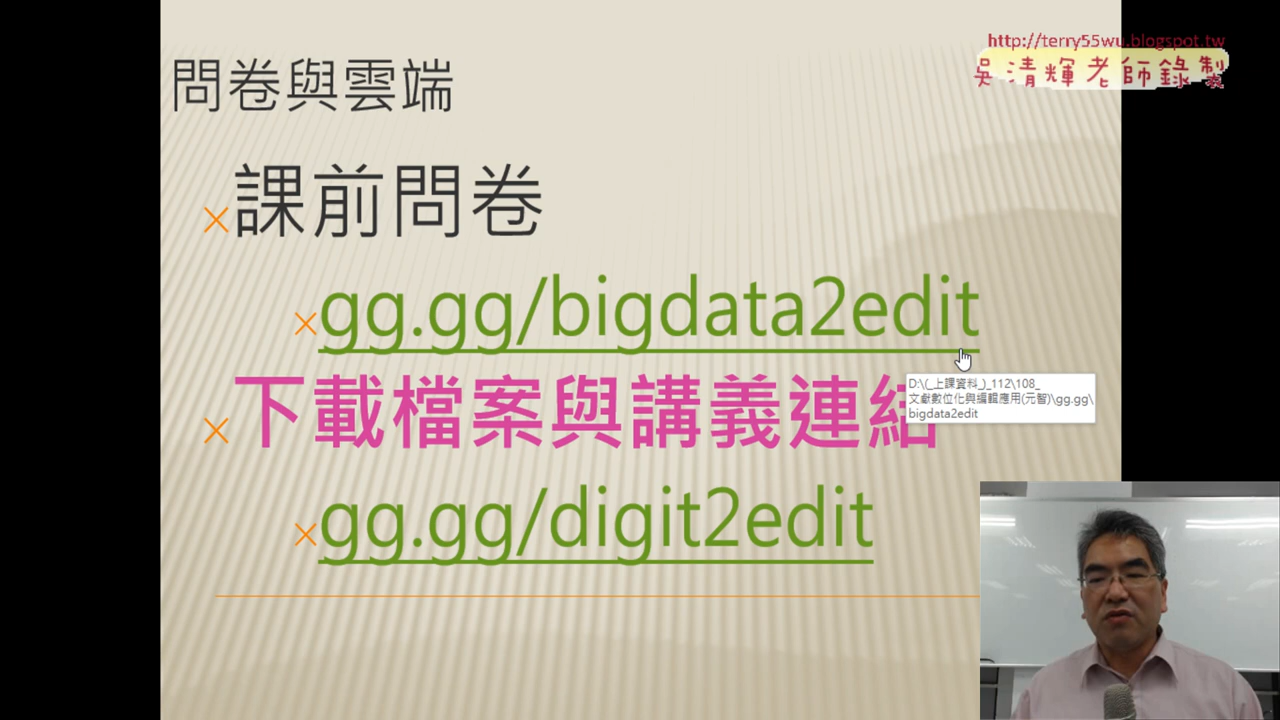 http://terry55wu.blogspot.tw
吳清輝老師錄製
問卷與雲端
課前問卷
gg.gg/bigdata2edit
下載檔案與講義連結
D:\(_上課資料_)_112\108_
文獻數位化與編輯應用(元智)\gg.gg\
bigdata2edit
gg.gg/digit2edit